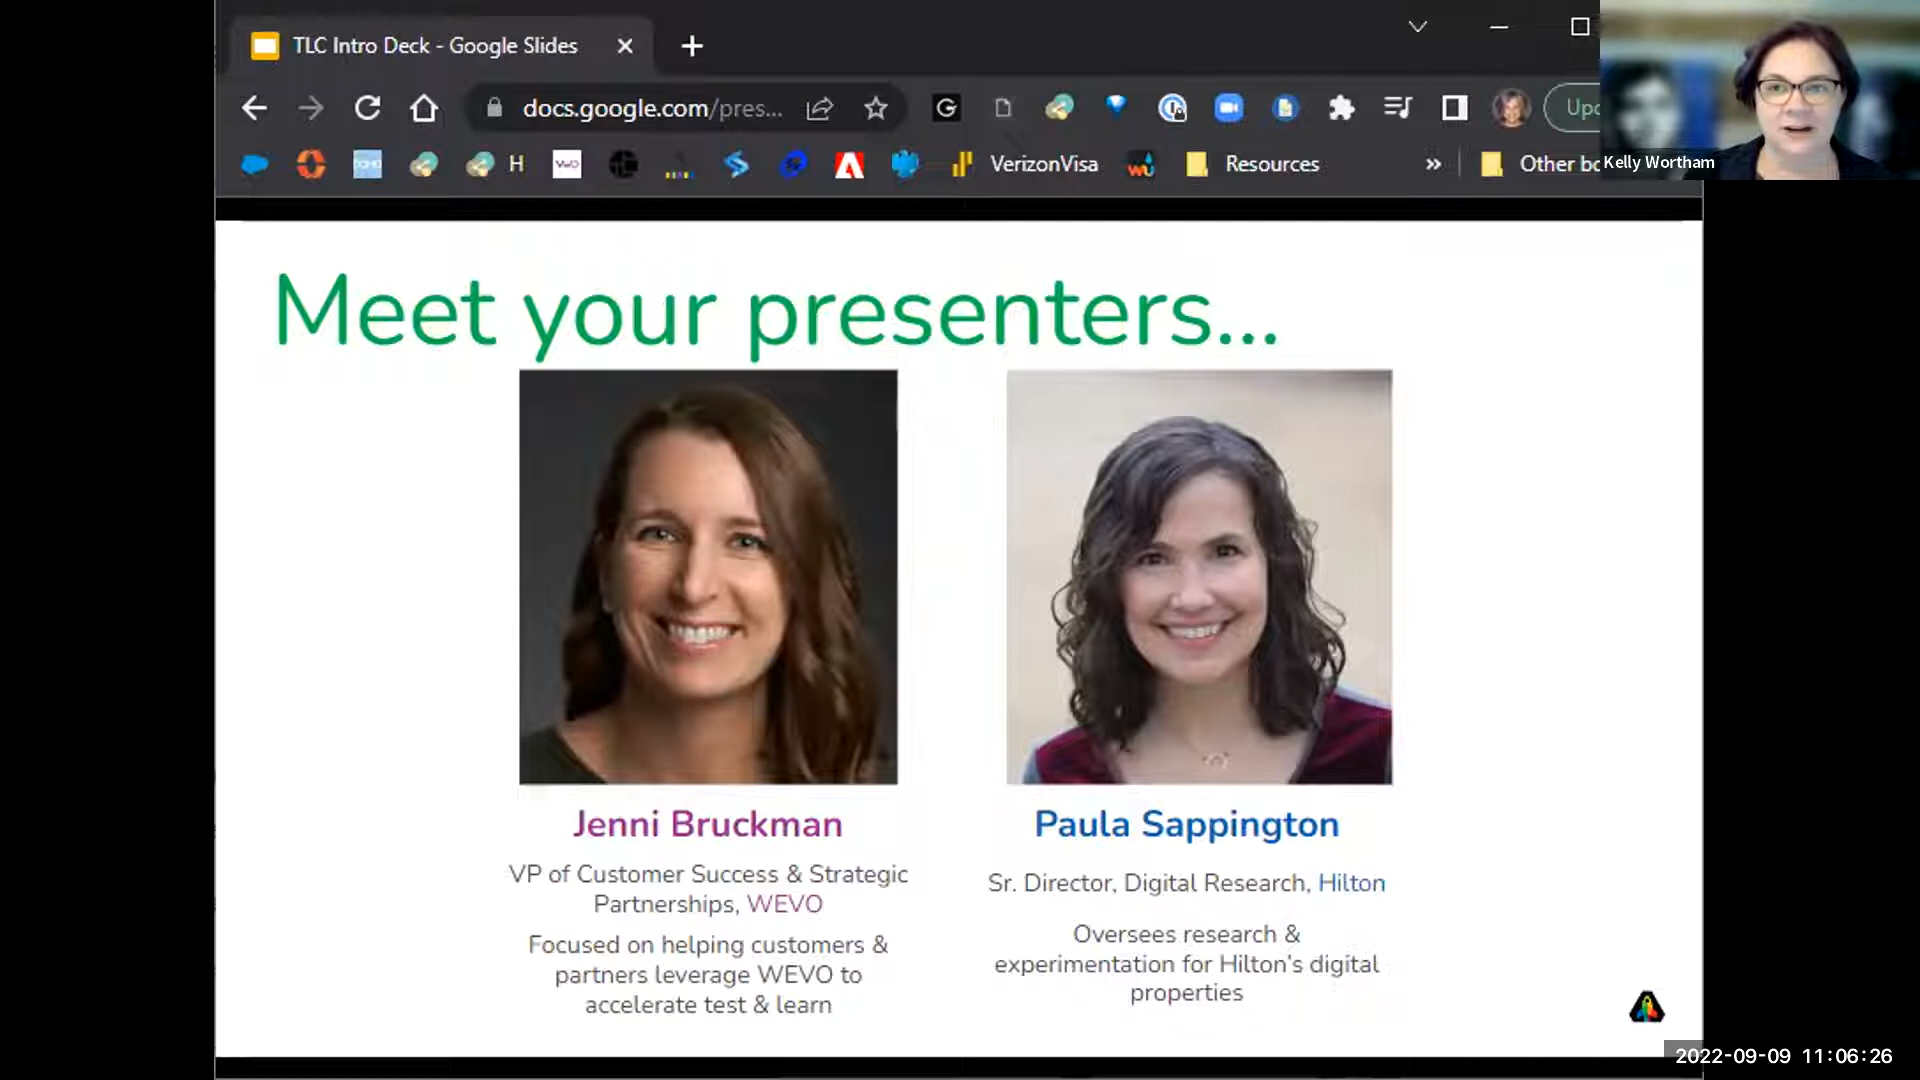 TLC Intro Deck - Google Slides
docs.google.com/pres...
VerizonVisa
Resources
Other bo
Kelly Wortham
H
VWO
Meet your presenters...
Jenni Bruckman
VP of Customer Success & Strategic
Partnerships, WEVO
Focused on helping customers &
partners leverage WEVO to
accelerate test & learn
Paula Sappington
Sr. Director, Digital Research, Hilton
Oversees research &
experimentation for Hilton's digital
properties
2022-09-09 11:06:26